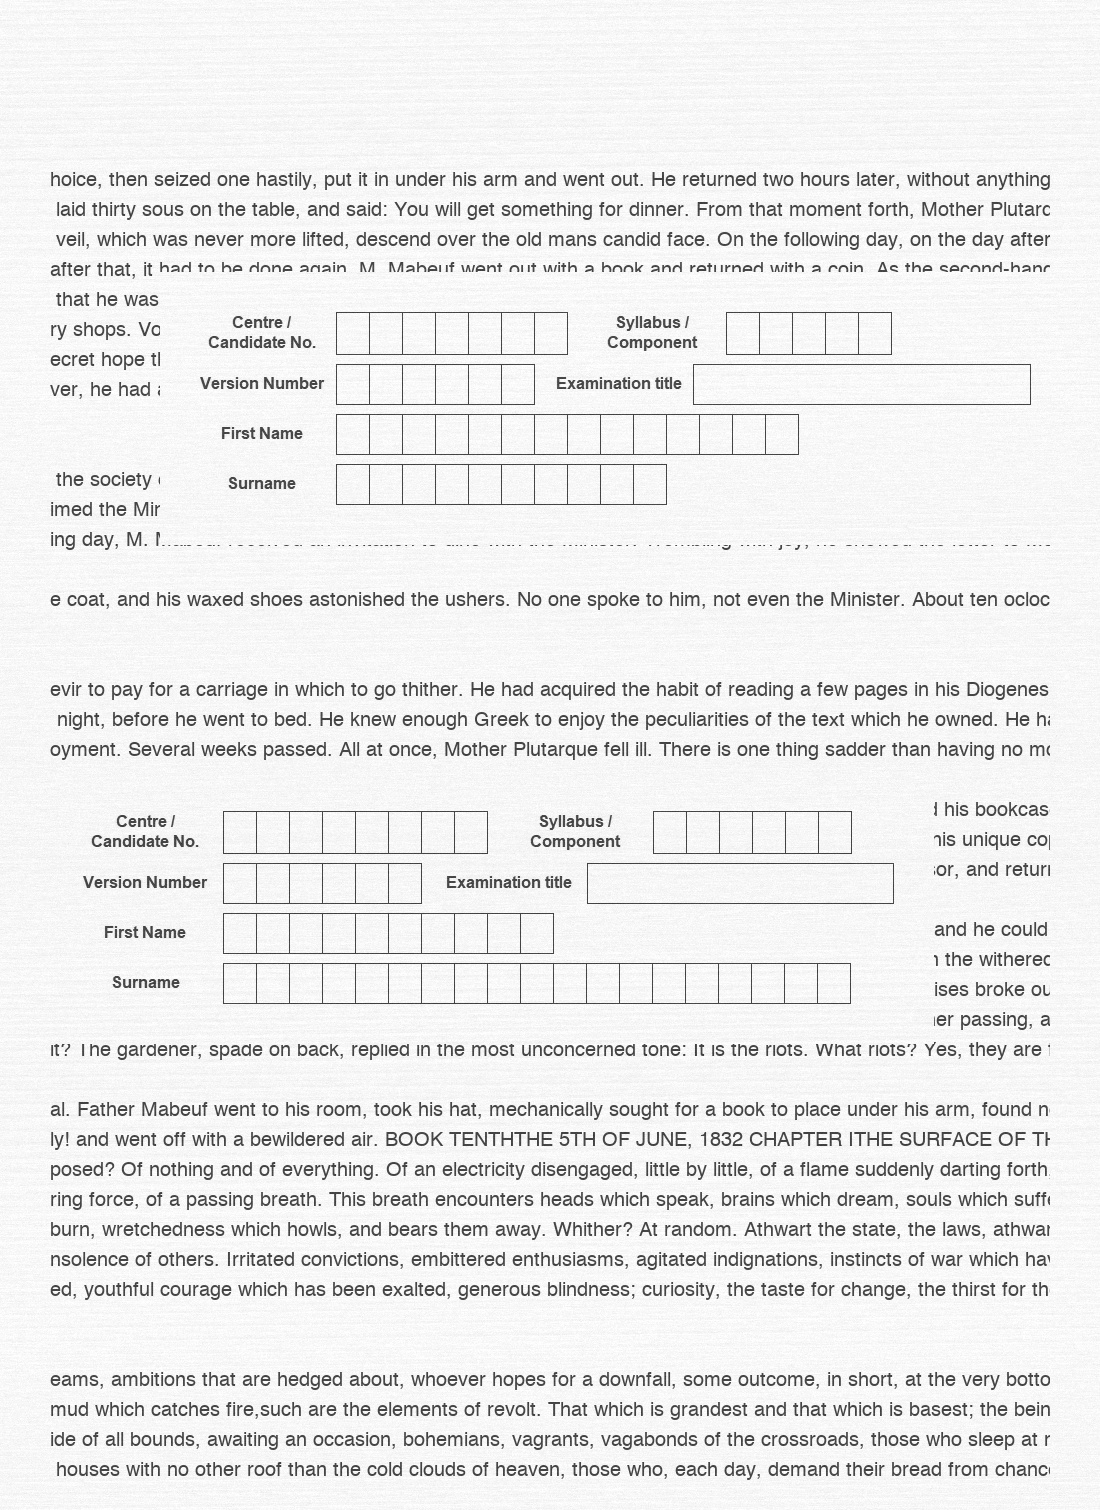 hoice, then seized one hastily, put it in under his arm and went out. He returned two hours later, without anything
laid thirty sous on the table, and said: You will get something for dinner. From that moment forth, Mother Plutarc
veil, which was never more lifted, descend over the old mans candid face. On the following day, on the day after
after that, it had to be done again. M. Mabeuf went out with a book and returned with a coin. As the second-hand
that he was
ry shops. Vo
Centre /
Candidate No.
Syllabus /
Component
ecret hope th
ver, he had
Version Number
Examination title
First Name
the society
Surname
imed the Min
ing day, M. Mabeuf received an invitation to dine with the Minister. Trembling with joy, he showed the letter to
e coat, and his waxed shoes astonished the ushers. No one spoke to him, not even the Minister. About ten ocloc
evir to pay for a carriage in which to go thither. He had acquired the habit of reading a few pages in his Diogenes
night, before he went to bed. He knew enough Greek to enjoy the peculiarities of the text which he owned. He ha
oyment. Several weeks passed. All at once, Mother Plutarque fell ill. There is one thing sadder than having no mo
d his bookcas
Centre /
Candidate No.
Syllabus /
Component
his unique cop
sor, and return
Version Number
Examination title
First Name
and he could
n the withered
Surname
ises broke ou
her passing, a
it? The gardener, spade on back, replied in the most unconcerned tone: It is the riots. What riots? Yes, they are
al. Father Mabeuf went to his room, took his hat, mechanically sought for a book to place under his arm, found n
ly! and went off with a bewildered air. BOOK TENTHTHE 5TH OF JUNE, 1832 CHAPTER ITHE SURFACE OF TH
posed? Of nothing and of everything. Of an electricity disengaged, little by little, of a flame suddenly darting forth,
ring force, of a passing breath. This breath encounters heads which speak, brains which dream, souls which suffe
burn, wretchedness which howls, and bears them away. Whither? At random. Athwart the state, the laws, athwar
nsolence of others. Irritated convictions, embittered enthusiasms, agitated indignations, instincts of war which hav
ed, youthful courage which has been exalted, generous blindness; curiosity, the taste for change, the thirst for th
eams, ambitions that are hedged about, whoever hopes for a downfall, some outcome, in short, at the very botto
mud which catches fire,such are the elements of revolt. That which is grandest and that which is basest; the bein
ide of all bounds, awaiting an occasion, bohemians, vagrants, vagabonds of the crossroads, those who sleep at n
houses with no other roof than the cold clouds of heaven, those who, each day, demand their bread from chanc